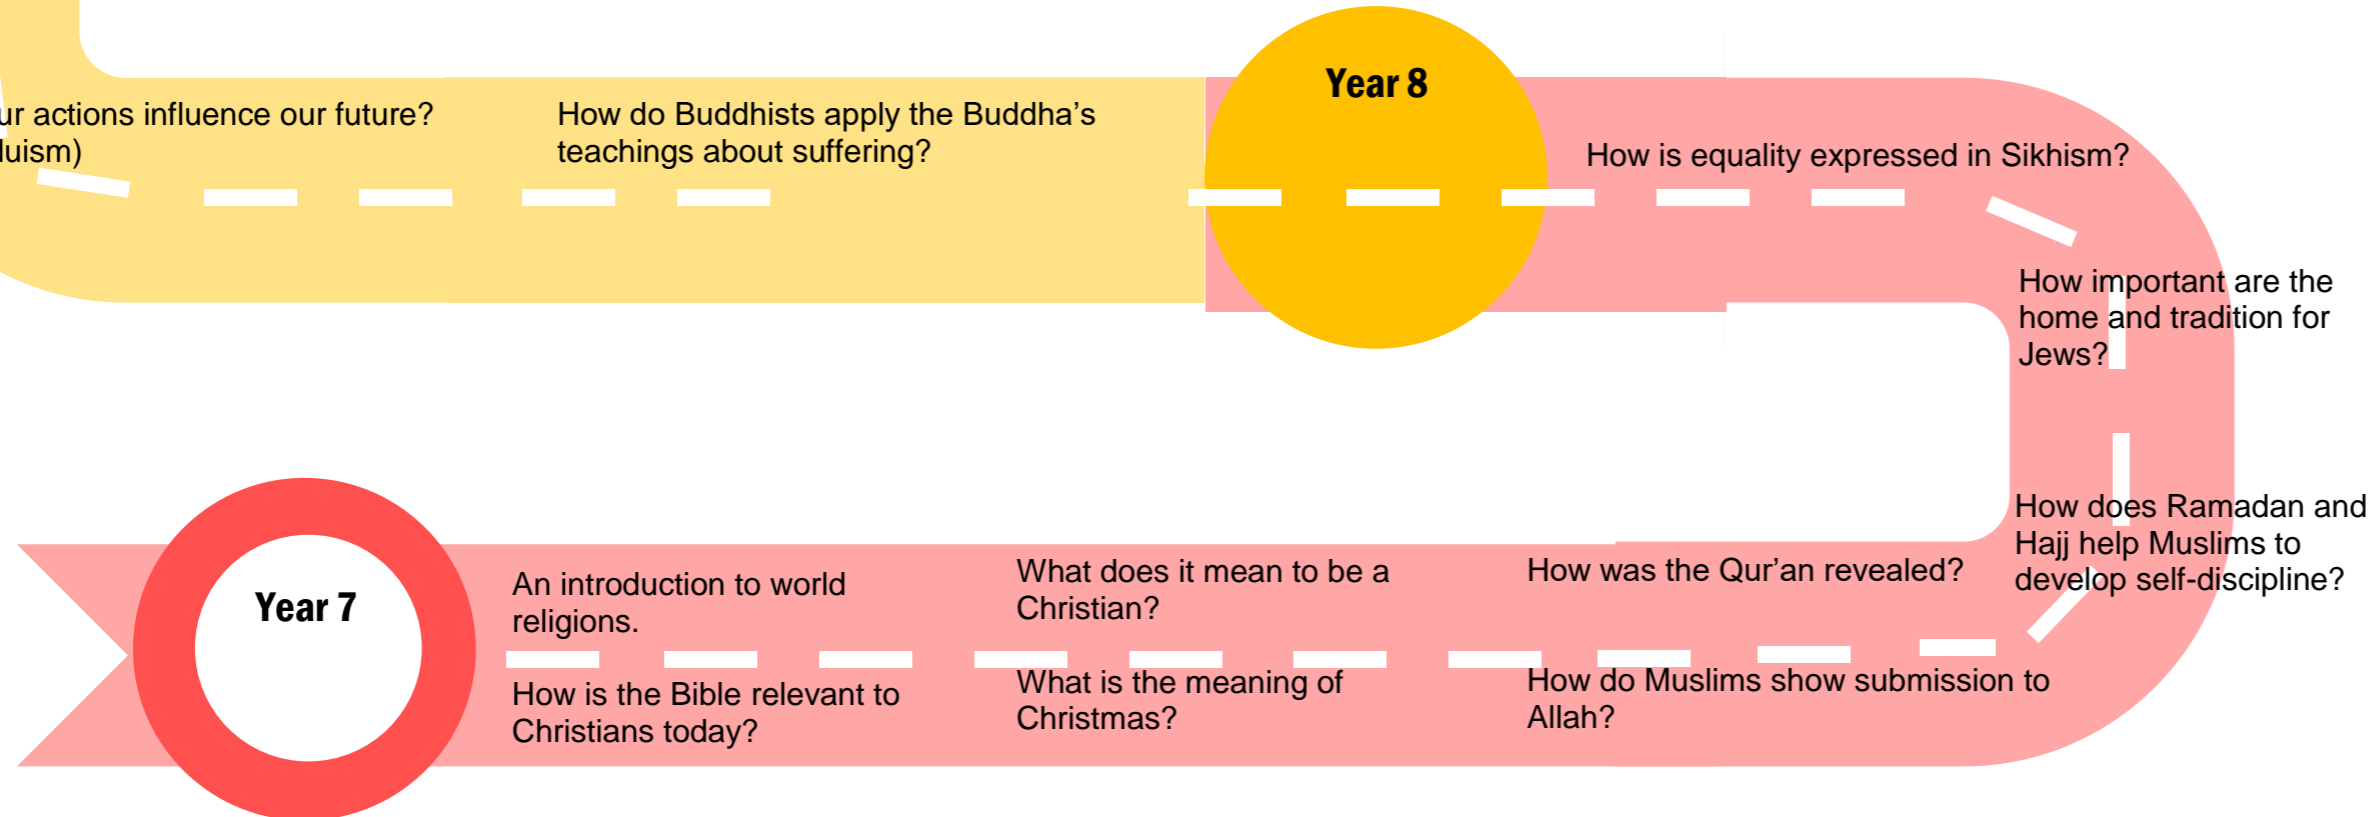 Year 8
actions influence our future?
How do Buddhists apply the Buddha’s
teachings about suffering?
How is equality expressed in Sikhism?
How important are the
home and tradition for
Jews?
How does Ramadan and
Hajj help Muslims to
develop self-discipline?
Year 7
An introduction to world
religions.
How is the Bible relevant to
Christians today?
What does it mean to be a
Christian?
What is the meaning of
Christmas?
How was the Qur’an revealed?
How do Muslims show submission to
Allah?